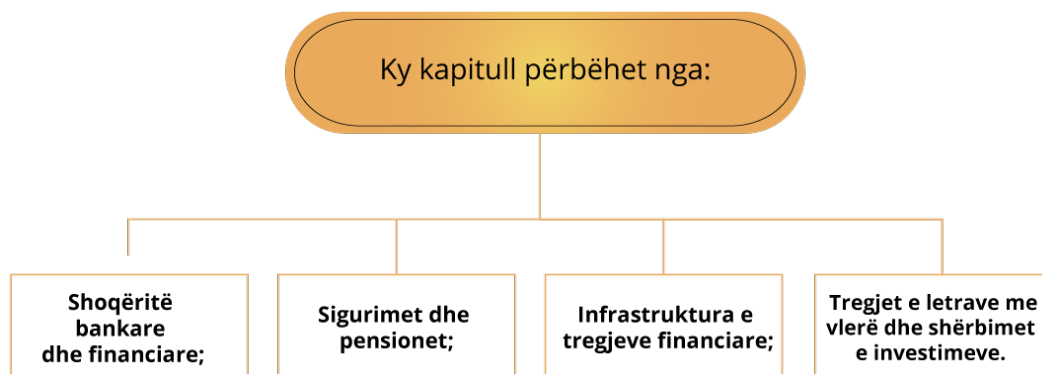 Ky kapitull përbëhet nga:
Shoqëritë
bankare
dhe financiare;
Sigurimet dhe
pensionet;
Infrastruktura e
tregjeve financiare;
Tregjet e letrave me
vlerë dhe shërbimet
e investimeve.